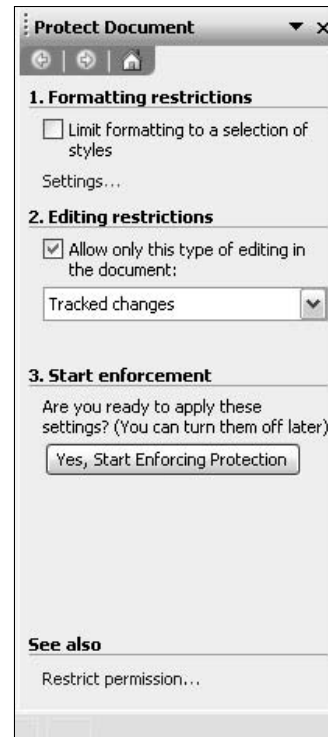 Protect Document
1. Formatting restrictions
Limit formatting to a selection of
styles
Settings...
2. Editing restrictions
Allow only this type of editing in
the document:
Tracked changes
3. Start enforcement
Are you ready to apply these
settings? (You can turn them off later)
Yes, Start Enforcing Protection
See also
Restrict permission...